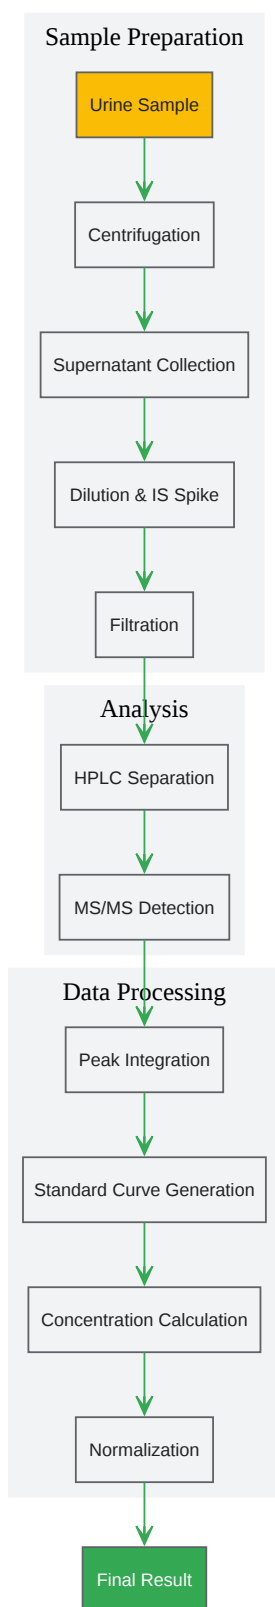 Sample Preparation
Urine Sample
Centrifugation
Supernatant Collection
Dilution & IS Spike
Filtration
Analysis
HPLC Separation
MS/MS Detection
Data Processing
Peak Integration
Standard Curve Generation
Concentration Calculation
Normalization
Final Result